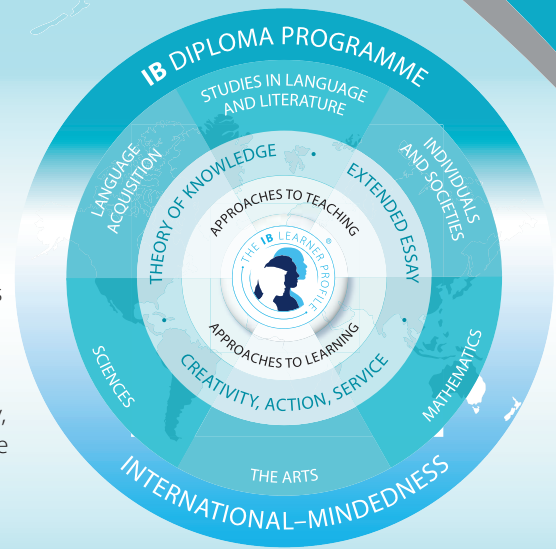 IB DIPLOMA PROGRAMME
STUDIES IN LANGUAGE
AND LITERATURE
LANGUAGE
ACQUISITION
INDIVIDUALS
AND SOCIETIES
THEORY OF KNOWLEDGE
EXTENDED ESSAY
APPROACHES TO TEACHING
THE IB LEARNER PROFILE
®
APPROACHES TO LEARNING
CREATIVITY, ACTION, SERVICE
SCIENCES
MATHEMATICS
THE ARTS
INTERNATIONAL–MINDEDNESS